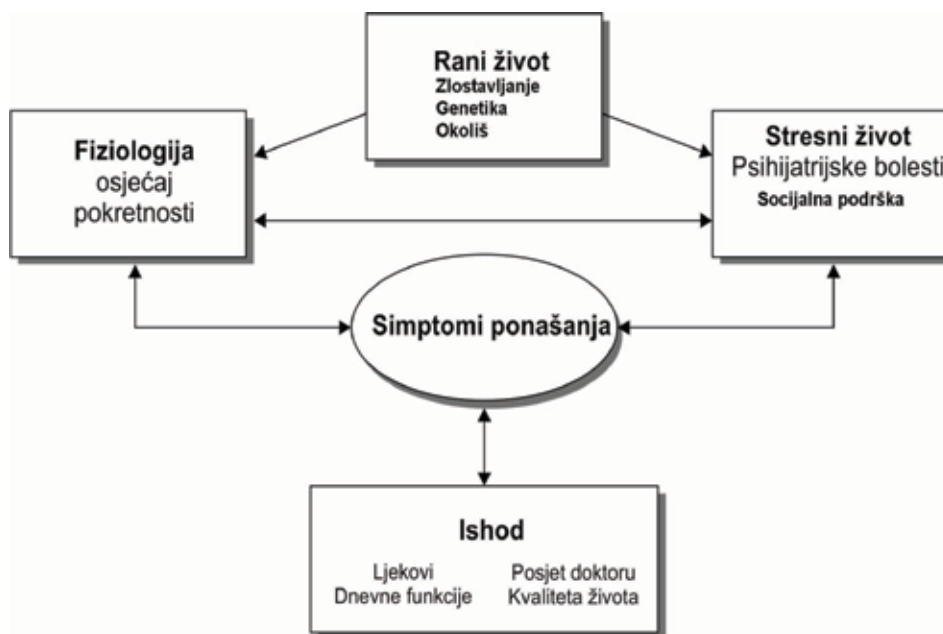 Rani život
Zlostavljanje
Genetika
Okoliš
Fiziologija
osjećaj
pokretnosti
Stresni život
Psihijatrijske bolesti
Socijalna podrška
Simptomi ponašanja
Ishod
Ljekovi
Dnevne funkcije
Posjet doktoru
Kvaliteta života